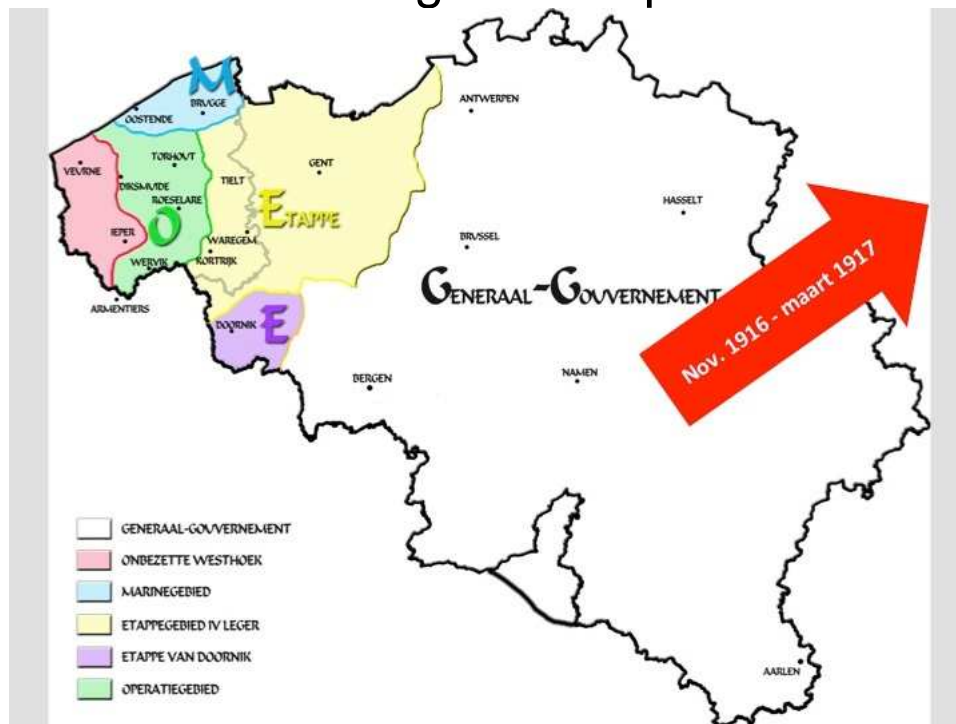 M
BRUGGE
OOSTENDE
ANTWERPEN
TORHOUT
VEURNE
DIKSMUIDE
TIELT
GENT
ROESELARE
HASSELT
O
ETAPPE
IEPER
WAREGEM
BRUSSEL
WERVIK
KORTRIJK
GENERAAL-GOUVERNEMENT
ARMENTIERS
DOORNIK
E
Nov. 1916 - maart 1917
BERGEN
NAMEN
GENERAAL-GOUVERNEMENT
ONBEZETTE WESTHOEK
MARINEGEBIED
ETAPPEGEBIED IV LEGER
ETAPPE VAN DOORNIK
OPERATIEGEBIED
AARLEN